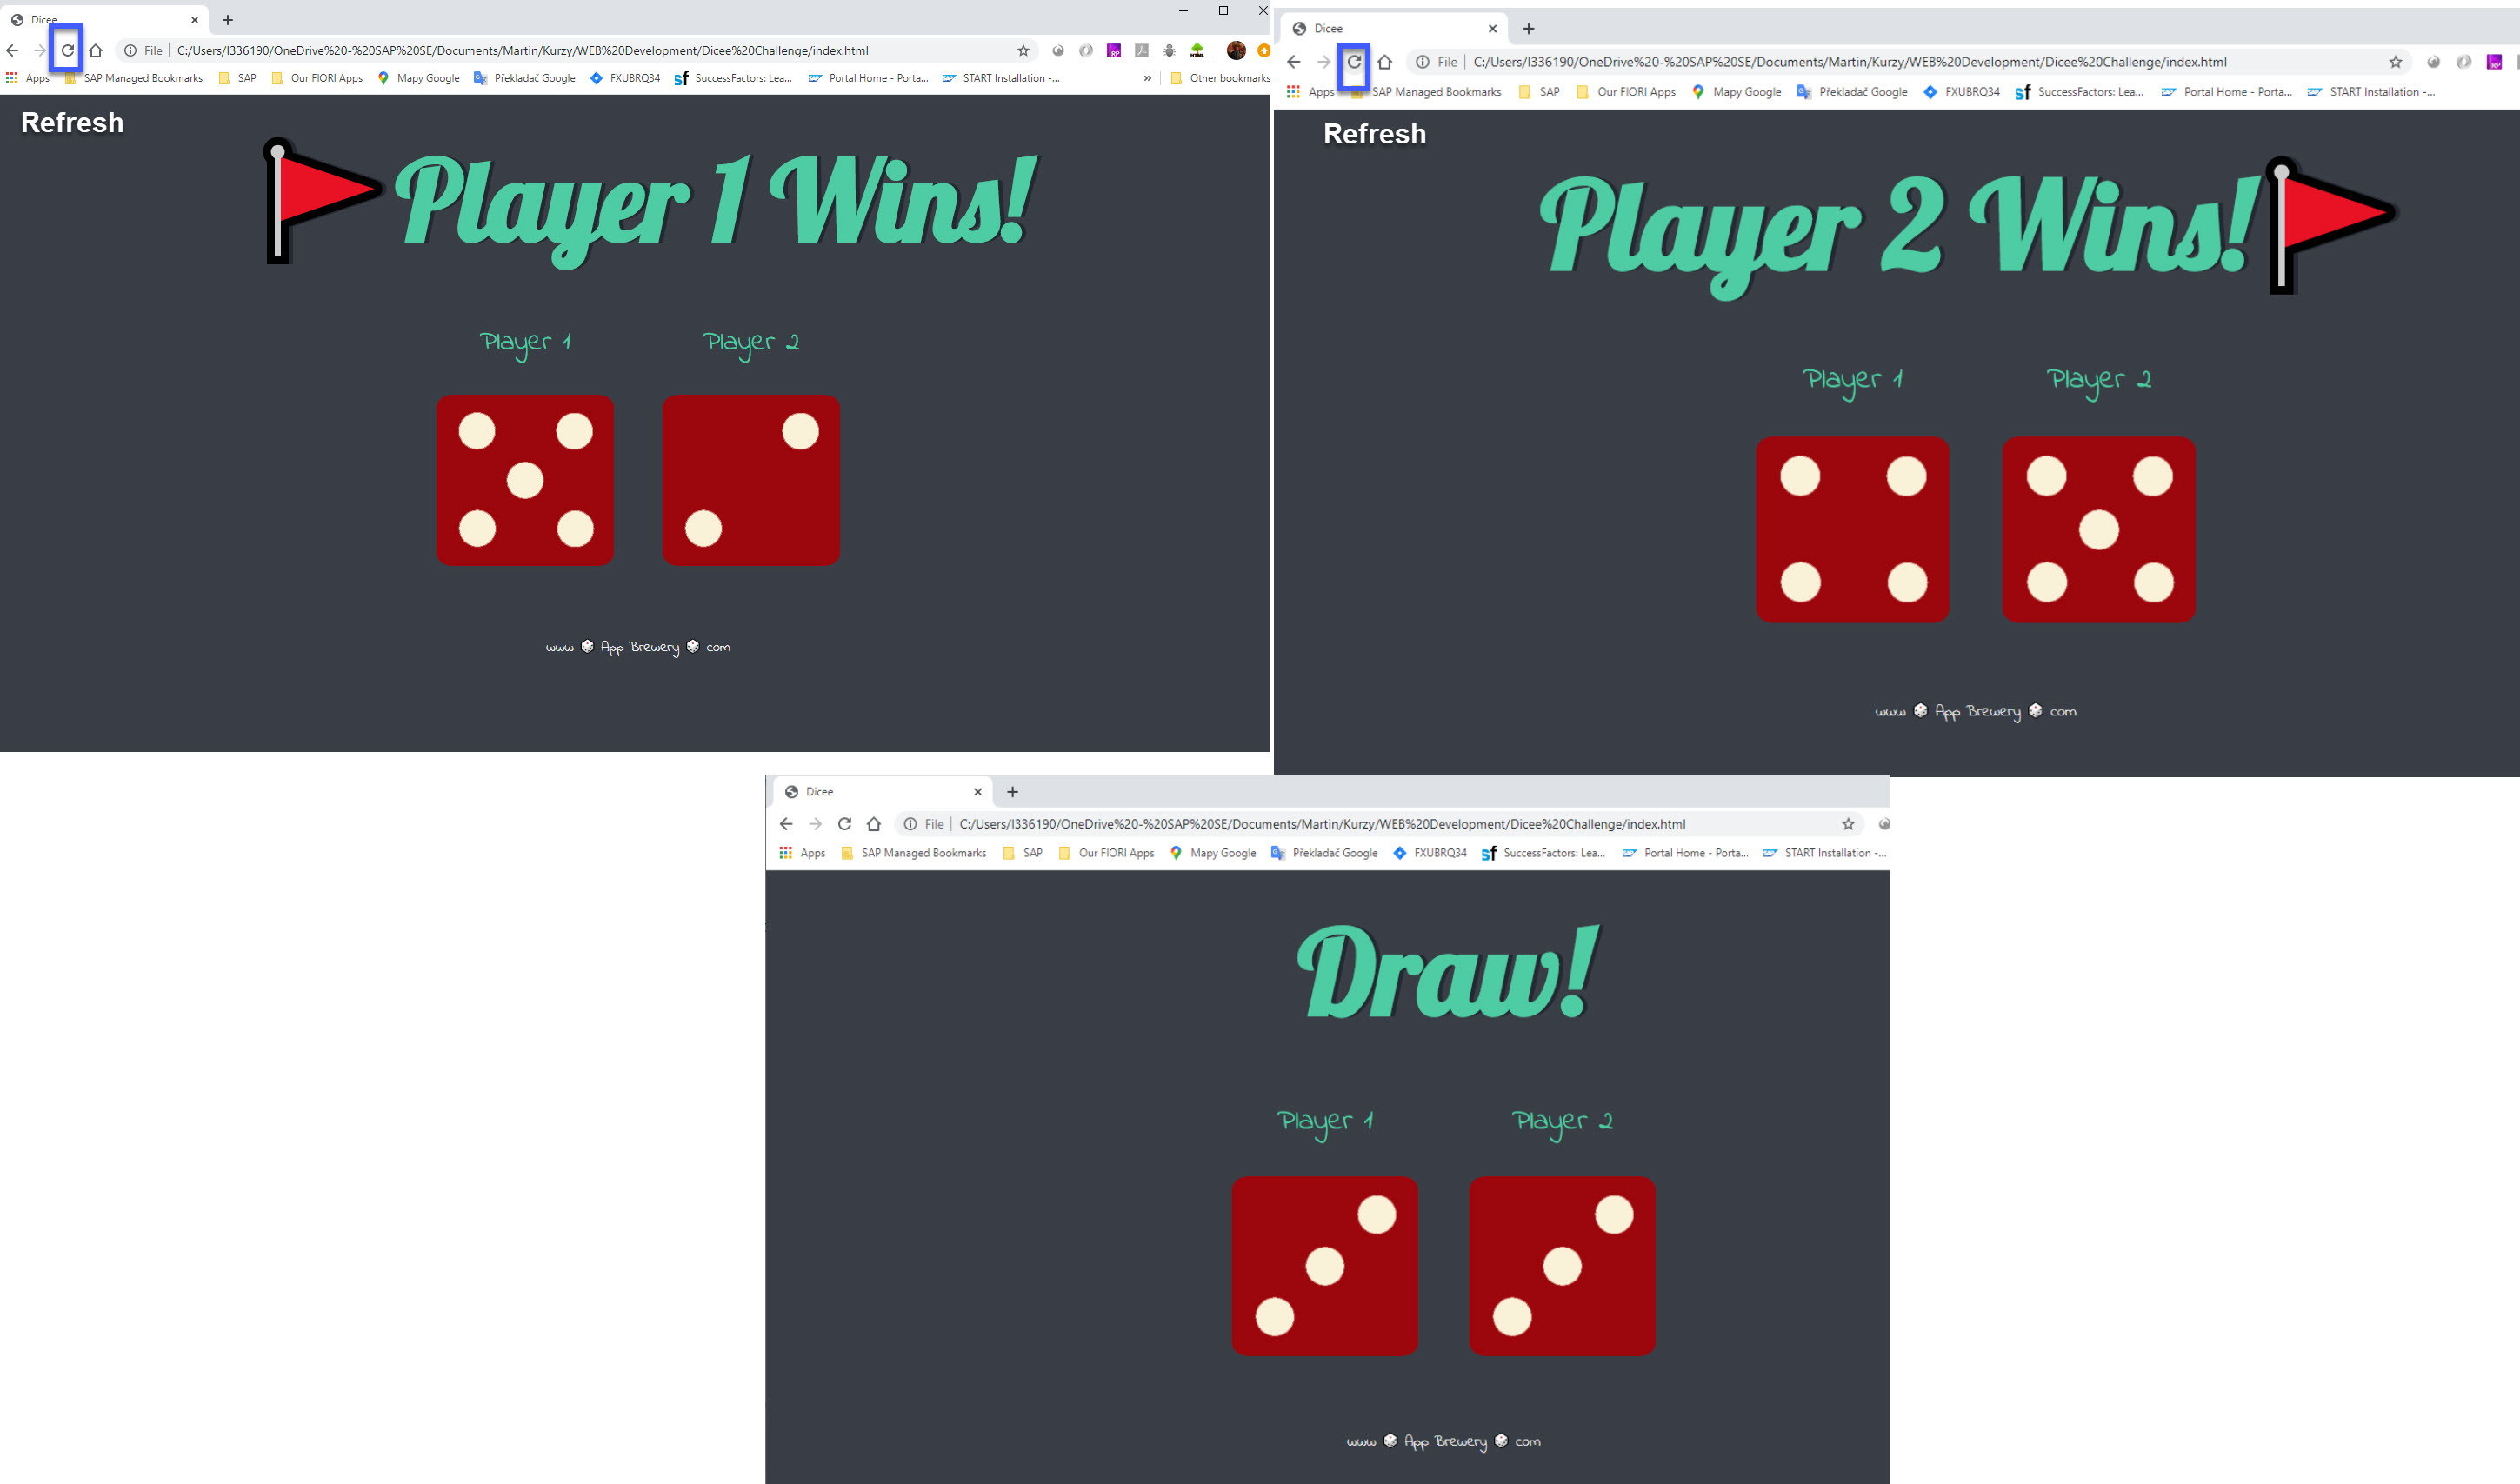 Dicee
File C:/Users/I336190/OneDrive%20-%20SAP%20SE/Documents/Martin/Kurzy/WEB%20Development/Dicee%20Challenge/index.html
Apps SAP Managed Bookmarks SAP Our FIORI Apps Mapy Google Překladač Google FXUBRQ34 SuccessFactors: Lea... Portal Home - Porta... START Installation -... » Other bookmarks
Refresh
Player 1 Wins!
Player 1 Player 2
www App Brewery com
Dicee
File C:/Users/I336190/OneDrive%20-%20SAP%20SE/Documents/Martin/Kurzy/WEB%20Development/Dicee%20Challenge/index.html
Apps SAP Managed Bookmarks SAP Our FIORI Apps Mapy Google Překladač Google FXUBRQ34 SuccessFactors: Lea... Portal Home - Porta... START Installation -...
Refresh
Player 2 Wins!
Player 1 Player 2
www App Brewery com
Dicee
File C:/Users/I336190/OneDrive%20-%20SAP%20SE/Documents/Martin/Kurzy/WEB%20Development/Dicee%20Challenge/index.html
Apps SAP Managed Bookmarks SAP Our FIORI Apps Mapy Google Překladač Google FXUBRQ34 SuccessFactors: Lea... Portal Home - Porta... START Installation -...
Draw!
Player 1 Player 2
www App Brewery com